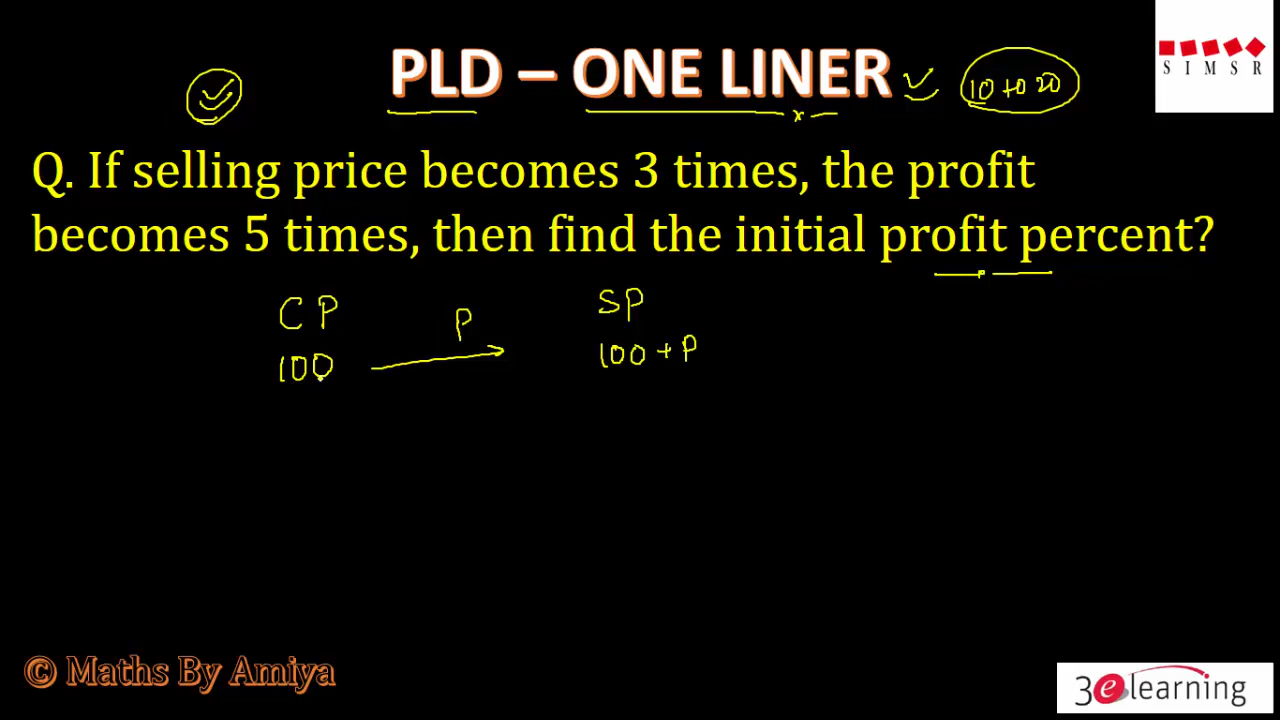 PLD – ONE LINER
10 to 20
SIMSR
Q. If selling price becomes 3 times, the profit
becomes 5 times, then find the initial profit percent?
CP P SP
100 100 + P
© Maths By Amiya
3elearning